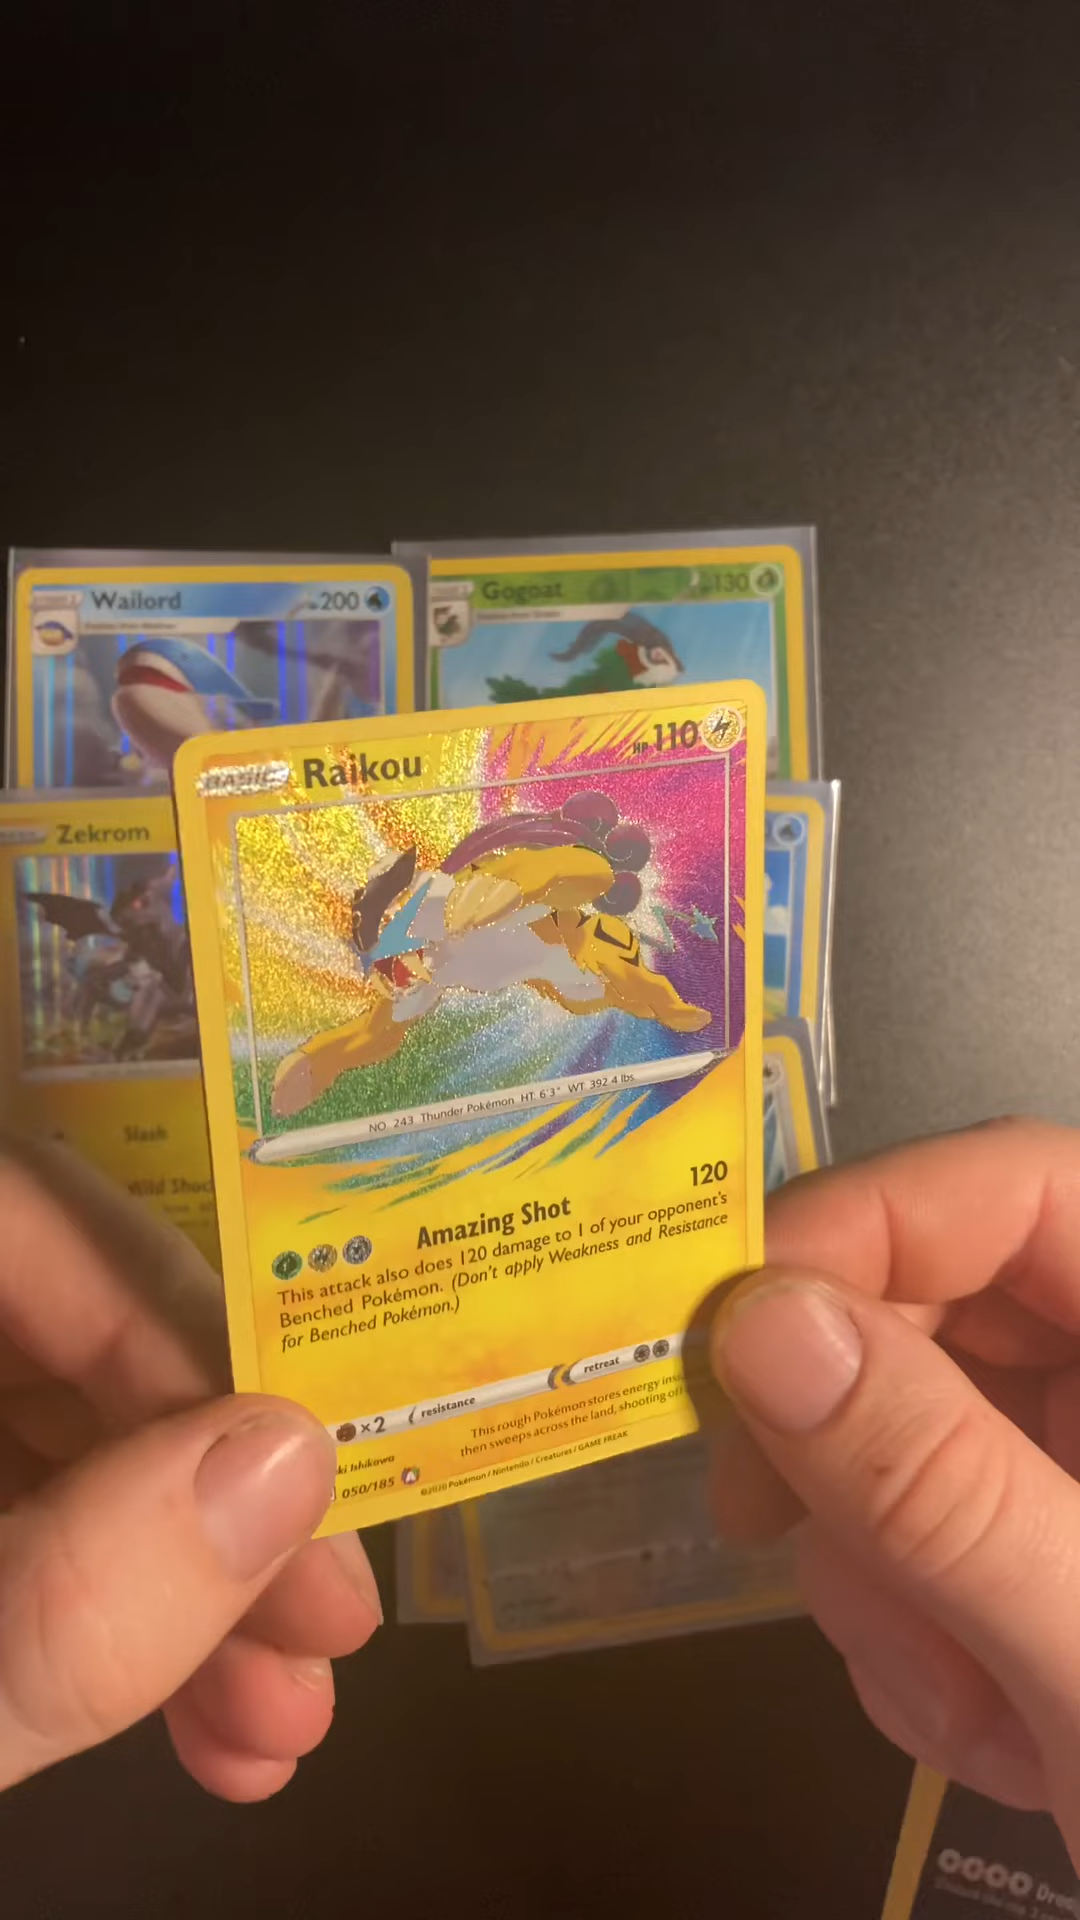 Wailord 200
Gogoat 130
Zekrom
Slash
Wild Shoc
BASIC Raikou HP 110
NO. 243 Thunder Pokémon HT: 6'3" WT: 392.4 lbs.
Amazing Shot 120
This attack also does 120 damage to 1 of your opponent's
Benched Pokémon. (Don't apply Weakness and Resistance
for Benched Pokémon.)
×2 resistance retreat
This rough Pokémon stores energy insi
then sweeps across the land, shooting off
ki Ishikawa
050/185 ©2020 Pokémon / Nintendo / Creatures / GAME FREAK